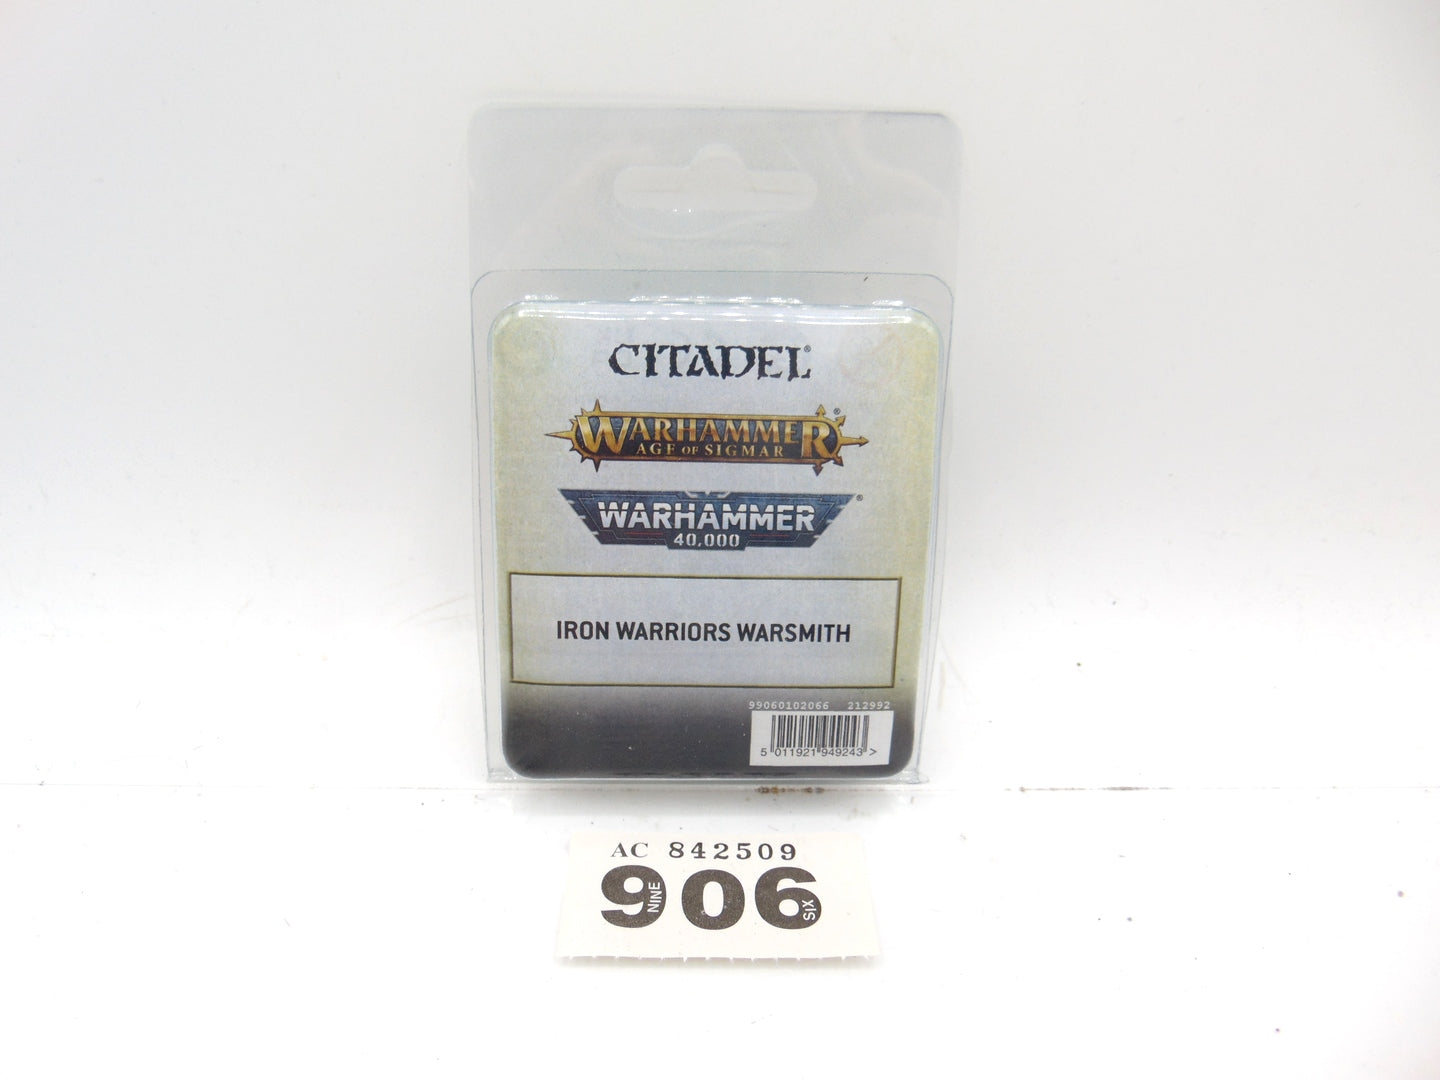 CITADEL®
WARHAMMER®
AGE OF SIGMAR
WARHAMMER®
40,000
IRON WARRIORS WARSMITH
99060102066 212992
5 011921 949243 >
AC 842509
906
NINE SIX